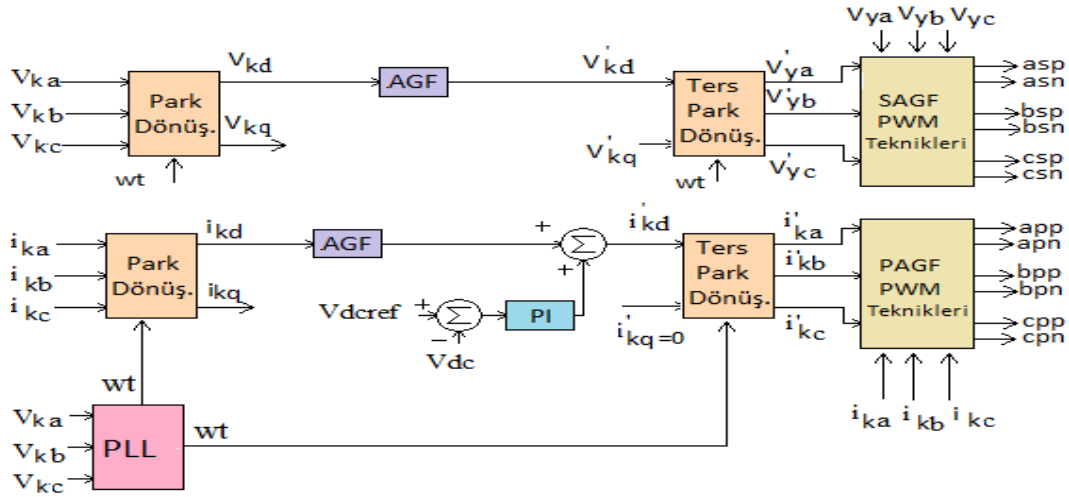 Vya Vyb Vyc
Vka
Vkb
Vkc
Park
Dönüş.
wt
Vkd
Vkq
AGF
V'kd
V'kq
Ters
Park
Dönüş.
wt
V'ya
V'yb
V'yc
SAGF
PWM
Teknikleri
asp
asn
bsp
bsn
csp
csn
ika
ikb
ikc
Park
Dönüş.
ikd
ikq
AGF
+
+
Σ
i'kd
Vdcref
+
Σ
−
Vdc
PI
i'kq=0
Ters
Park
Dönüş.
i'ka
i'kb
i'kc
PAGF
PWM
Teknikleri
app
apn
bpp
bpn
cpp
cpn
ika ikb ikc
wt
Vka
Vkb
Vkc
PLL
wt